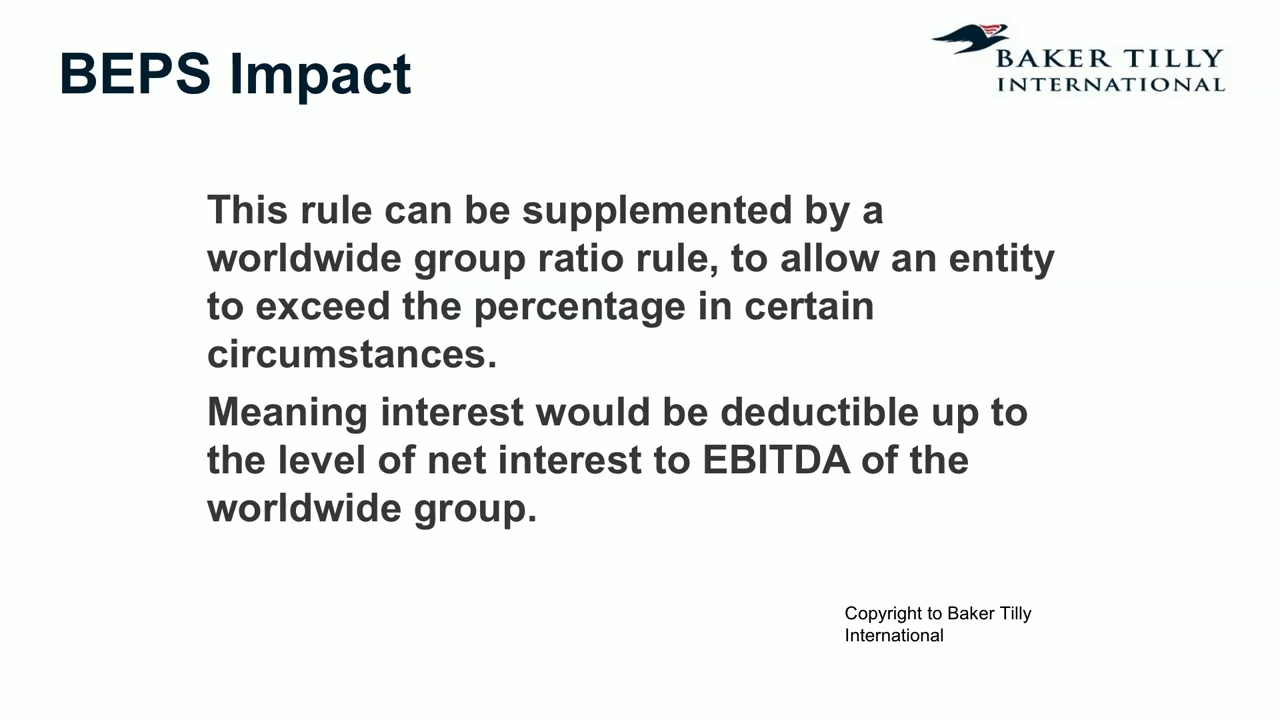 BEPS Impact
BAKER TILLY
INTERNATIONAL
This rule can be supplemented by a
worldwide group ratio rule, to allow an entity
to exceed the percentage in certain
circumstances.
Meaning interest would be deductible up to
the level of net interest to EBITDA of the
worldwide group.
Copyright to Baker Tilly
International